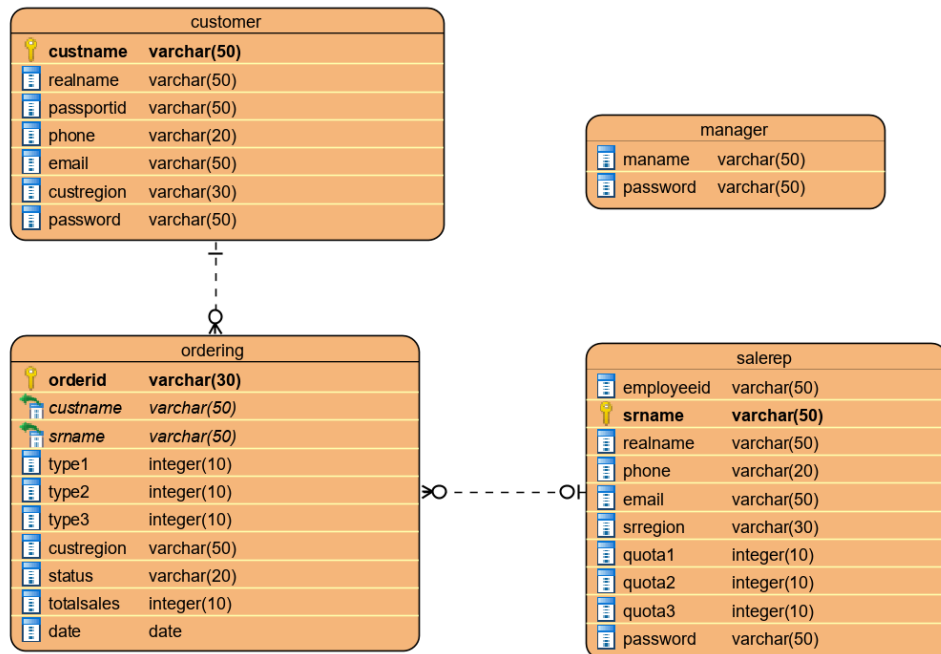 customer
custname varchar(50)
realname varchar(50)
passportid varchar(50)
phone varchar(20)
email varchar(50)
custregion varchar(30)
password varchar(50)
manager
maname varchar(50)
password varchar(50)
ordering
orderid varchar(30)
custname varchar(50)
srname varchar(50)
type1 integer(10)
type2 integer(10)
type3 integer(10)
custregion varchar(50)
status varchar(20)
totalsales integer(10)
date date
salerep
employeeid varchar(50)
srname varchar(50)
realname varchar(50)
phone varchar(20)
email varchar(50)
srregion varchar(30)
quota1 integer(10)
quota2 integer(10)
quota3 integer(10)
password varchar(50)